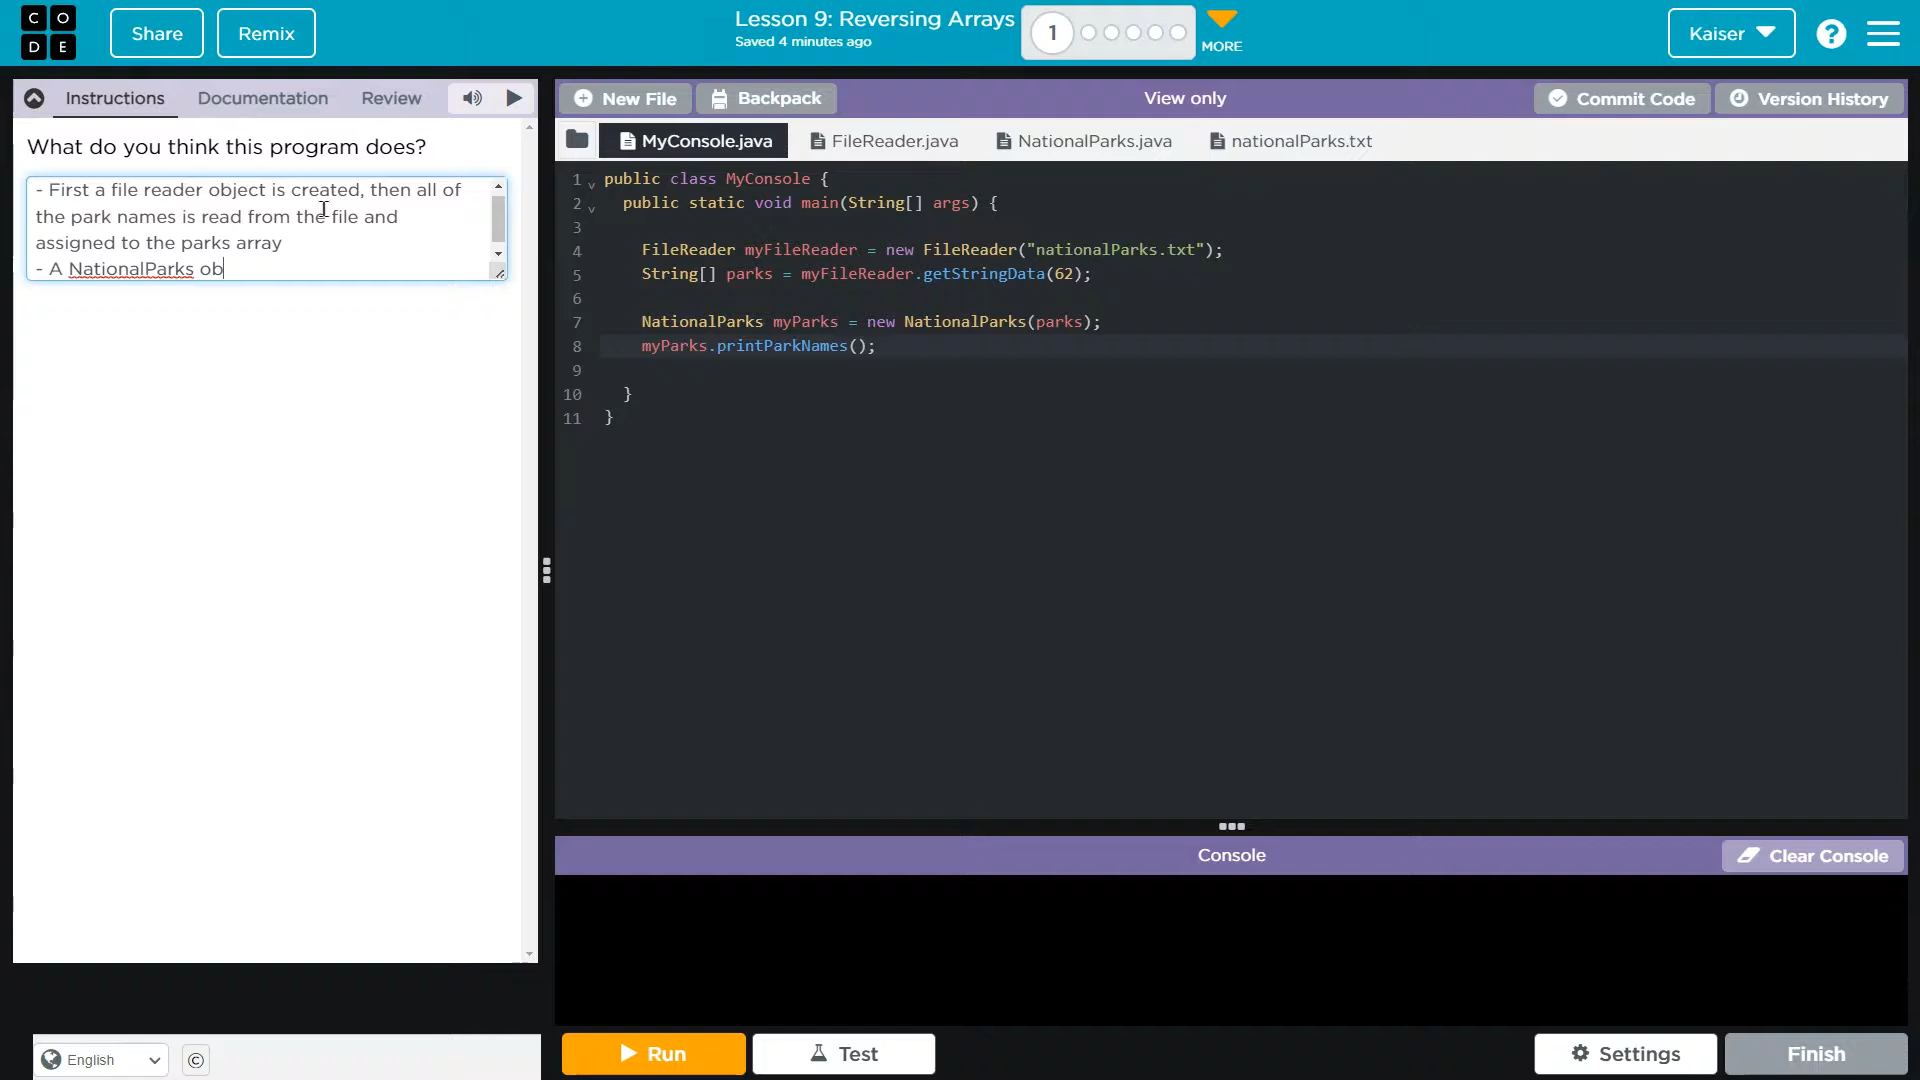 C O
D E
Share
Remix
Lesson 9: Reversing Arrays
Saved 4 minutes ago
1
MORE
Kaiser
?
Instructions
Documentation
Review
New File
Backpack
View only
Commit Code
Version History
What do you think this program does?
- First a file reader object is created, then all of
the park names is read from the file and
assigned to the parks array
- A NationalParks ob
MyConsole.java
FileReader.java
NationalParks.java
nationalParks.txt
1 public class MyConsole {
2 public static void main(String[] args) {
3
4 FileReader myFileReader = new FileReader("nationalParks.txt");
5 String[] parks = myFileReader.getStringData(62);
6
7 NationalParks myParks = new NationalParks(parks);
8 myParks.printParkNames();
9
10 }
11 }
Console
Clear Console
English
©
Run
Test
Settings
Finish